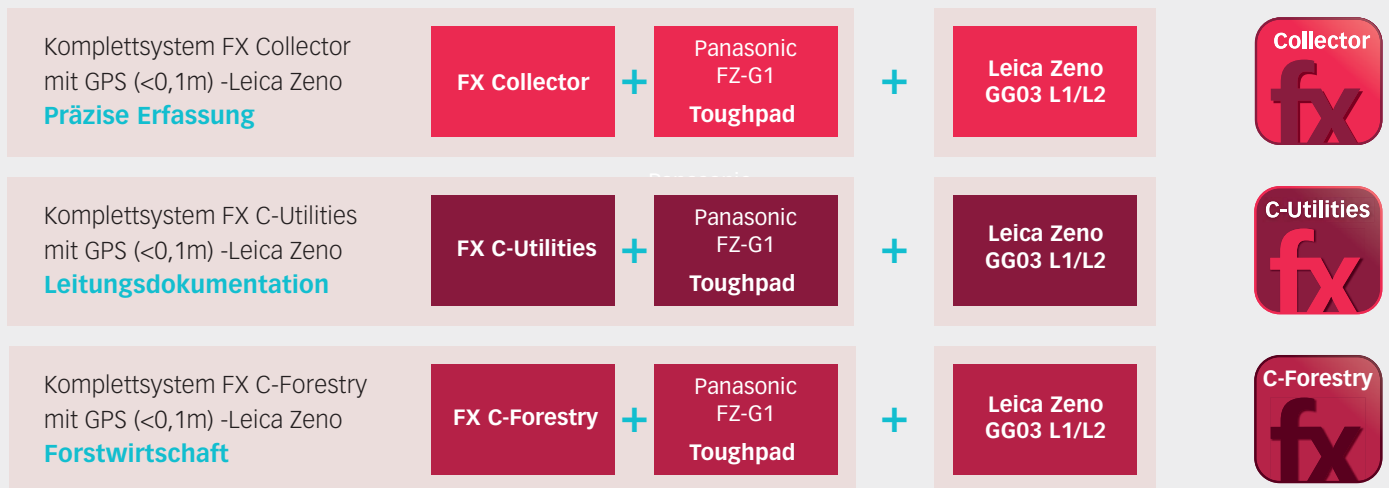 Komplettsystem FX Collector
mit GPS (<0,1m) -Leica Zeno
Präzise Erfassung
FX Collector
+
Panasonic
FZ-G1
Toughpad
+
Leica Zeno
GG03 L1/L2
Collector
fx
Panasonic
Komplettsystem FX C-Utilities
mit GPS (<0,1m) -Leica Zeno
Leitungsdokumentation
FX C-Utilities
+
Panasonic
FZ-G1
Toughpad
+
Leica Zeno
GG03 L1/L2
C-Utilities
fx
Komplettsystem FX C-Forestry
mit GPS (<0,1m) -Leica Zeno
Forstwirtschaft
FX C-Forestry
+
Panasonic
FZ-G1
Toughpad
+
Leica Zeno
GG03 L1/L2
C-Forestry
fx